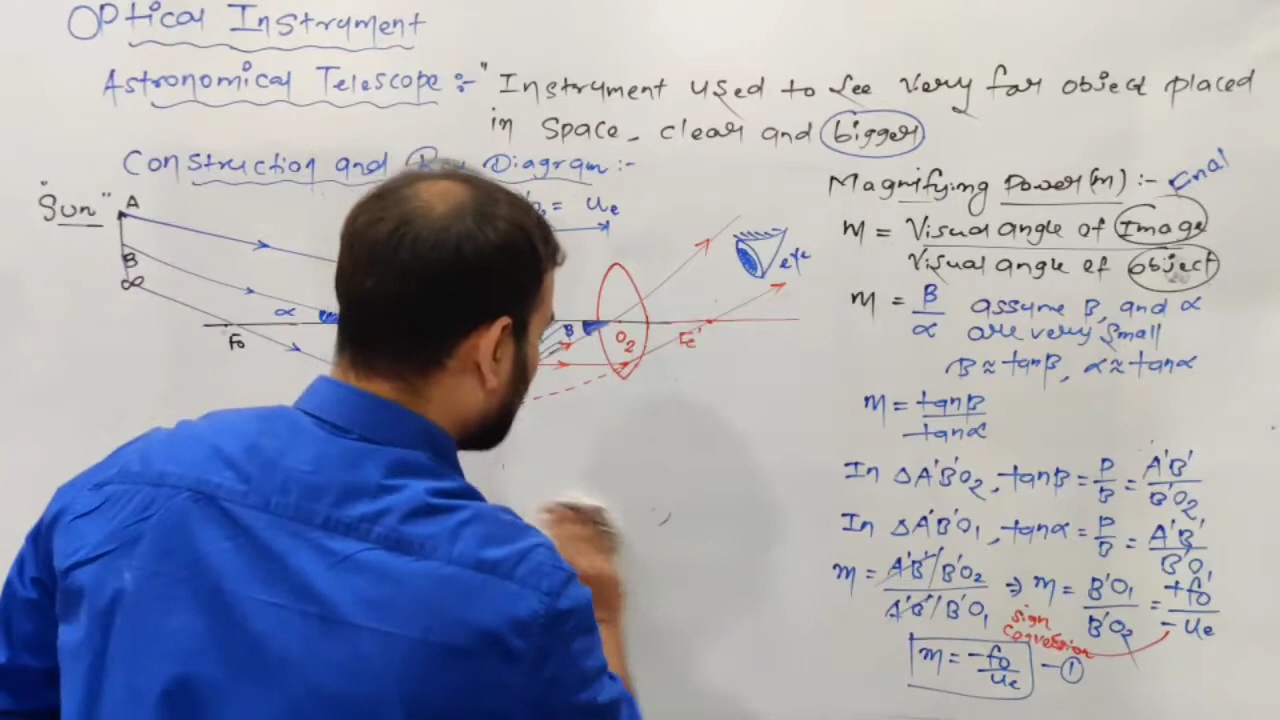 Optical Instrument
Astronomical Telescope :- "Instrument used to see very far object placed
in space, clear and bigger
Construction and Ray Diagram:-
= ue
"Sun"
A
B
∞
α
Fo
β
O2
Fe'
eye
Magnifying Power(m) :- Final
m = Visual angle of Image
Visual angle of object
m = β/α assume β, and α
are very small
β ≈ tanβ, α ≈ tanα
m = tanβ/tanα
In ΔA'B'O2, tanβ = P/B = A'B'/B'O2
In ΔA'B'O1, tanα = P/B = A'B'/B'O1
m = A'B'/B'O2 / A'B'/B'O1 ⇒ m = B'O1/B'O2 = +fo/-ue
sign
convension
m = -fo/ue -①